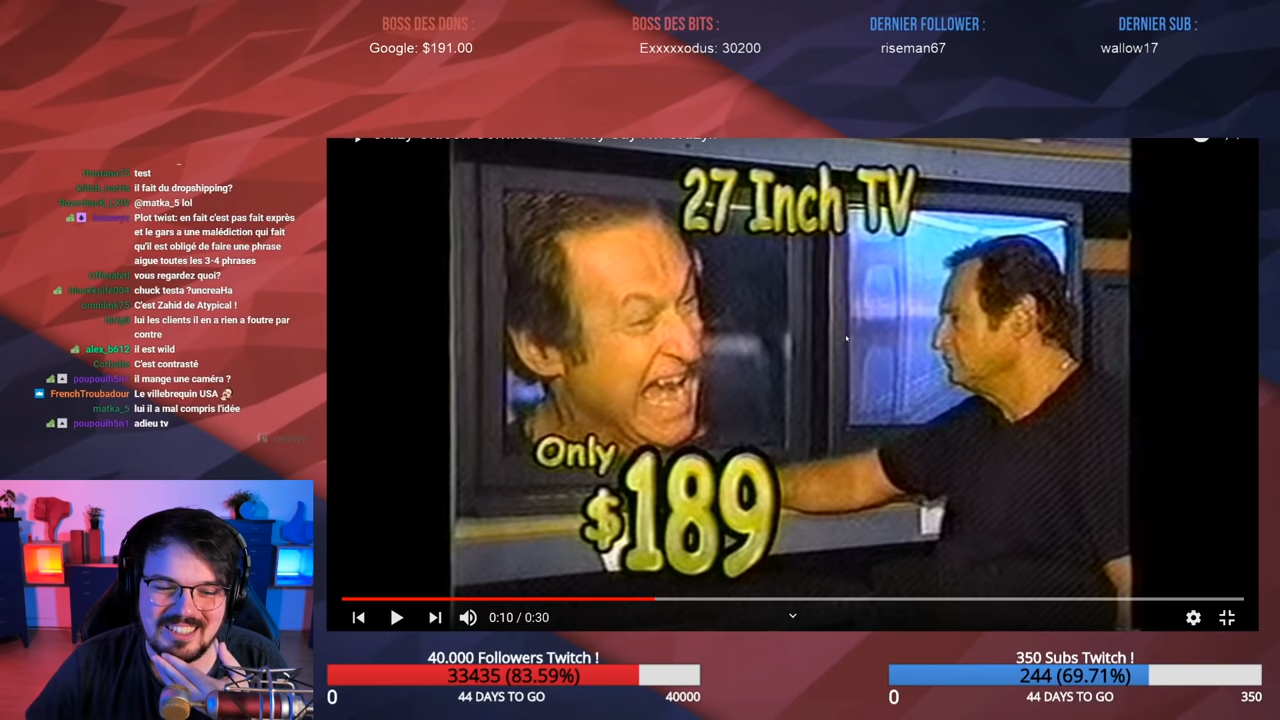 BOSS DES DONS :
Google: $191.00
BOSS DES BITS :
Exxxxxodus: 30200
DERNIER FOLLOWER :
riseman67
DERNIER SUB :
wallow17
test
il fait du dropshipping?
@matka_5 lol
Plot twist: en fait c'est pas fait exprès
et le gars a une malédiction qui fait
qu'il est obligé de faire une phrase
aigue toutes les 3-4 phrases
vous regardez quoi?
chuck testa ?uncreaHa
C'est Zahid de Atypical !
lui les clients il en a rien a foutre par
contre
alex_b612 il est wild
C'est contrasté
poupoulh5n1 il mange une caméra ?
FrenchTroubadour Le villebrequin USA
matka_5 lui il a mal compris l'idée
poupoulh5n1 adieu tv
27-Inch TV
Only
$189
0:10 / 0:30
40.000 Followers Twitch !
33435 (83.59%)
0 44 DAYS TO GO 40000
350 Subs Twitch !
244 (69.71%)
0 44 DAYS TO GO 350